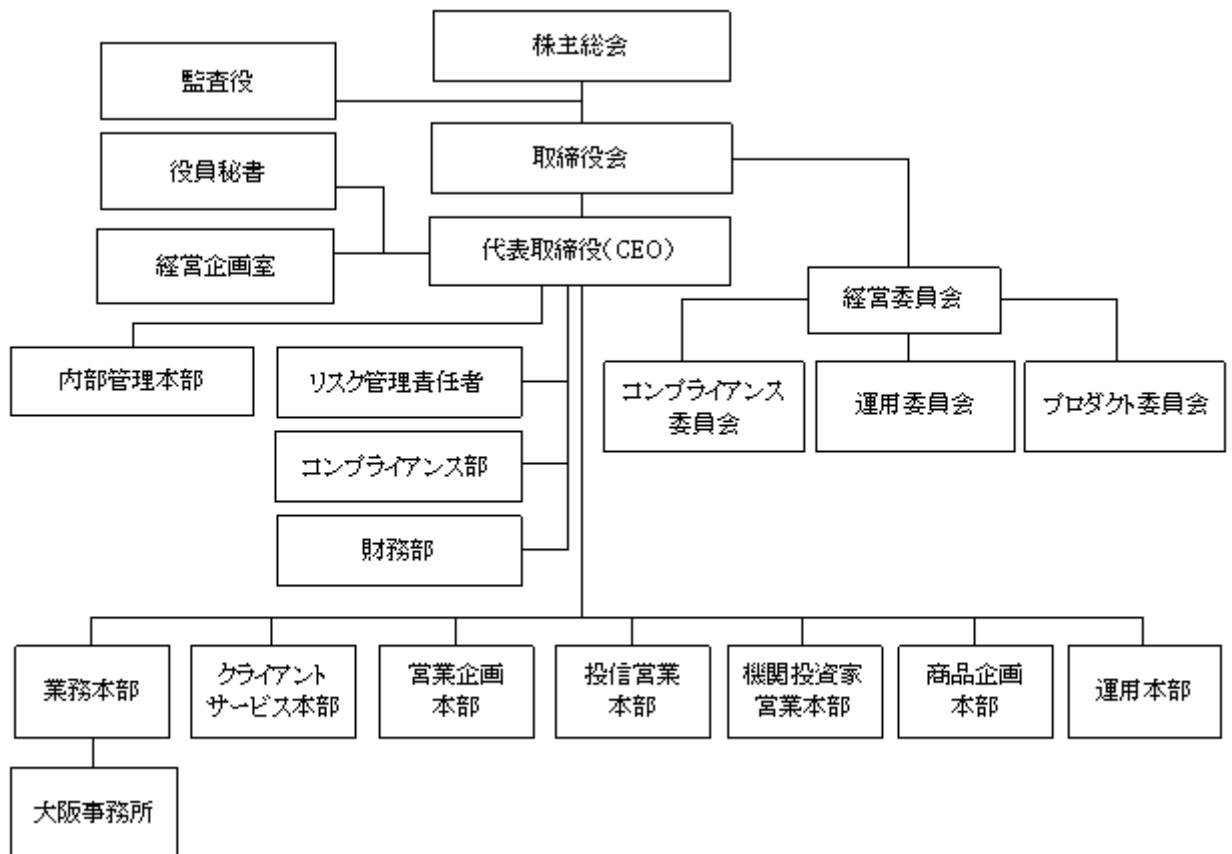 株主総会
監査役
取締役会
役員秘書
代表取締役(CEO)
経営企画室
経営委員会
内部管理本部
リスク管理責任者
コンプライアンス
委員会
運用委員会
プロダクト委員会
コンプライアンス部
財務部
業務本部
クライアント
サービス本部
営業企画
本部
投信営業
本部
機関投資家
営業本部
商品企画
本部
運用本部
大阪事務所